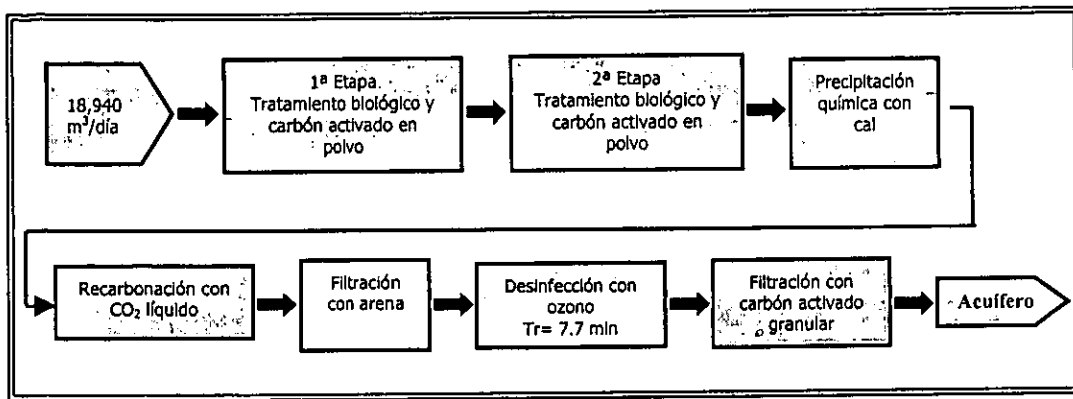 18,940
m³/día
1ª Etapa.
Tratamiento biológico y
carbón activado en
polvo
2ª Etapa
Tratamiento biológico y
carbón activado en
polvo
Precipitación
química con
cal
Recarbonación con
CO₂ líquido
Filtración
con arena
Desinfección con
ozono
Tr= 7.7 min
Filtración con
carbón activado
granular
Acuífero